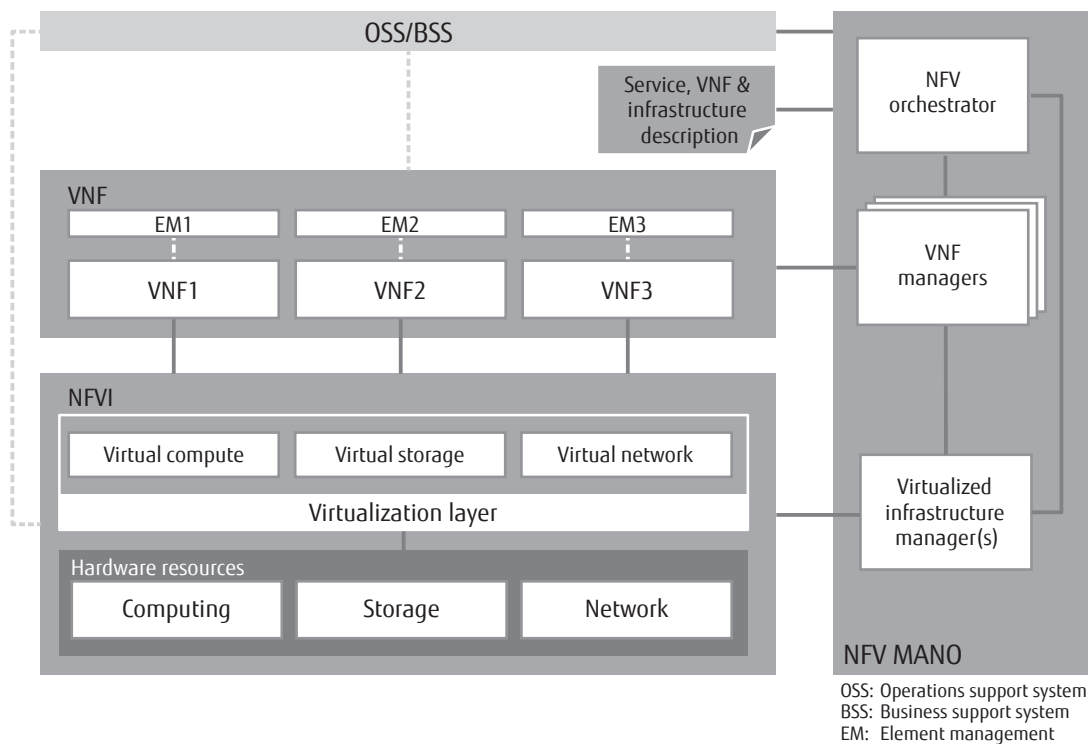 OSS/BSS
Service, VNF &
infrastructure
description
NFV
orchestrator
VNF
EM1
EM2
EM3
VNF1
VNF2
VNF3
VNF
managers
NFVI
Virtual compute
Virtual storage
Virtual network
Virtualization layer
Virtualized
infrastructure
manager(s)
Hardware resources
Computing
Storage
Network
NFV MANO
OSS: Operations support system
BSS: Business support system
EM: Element management